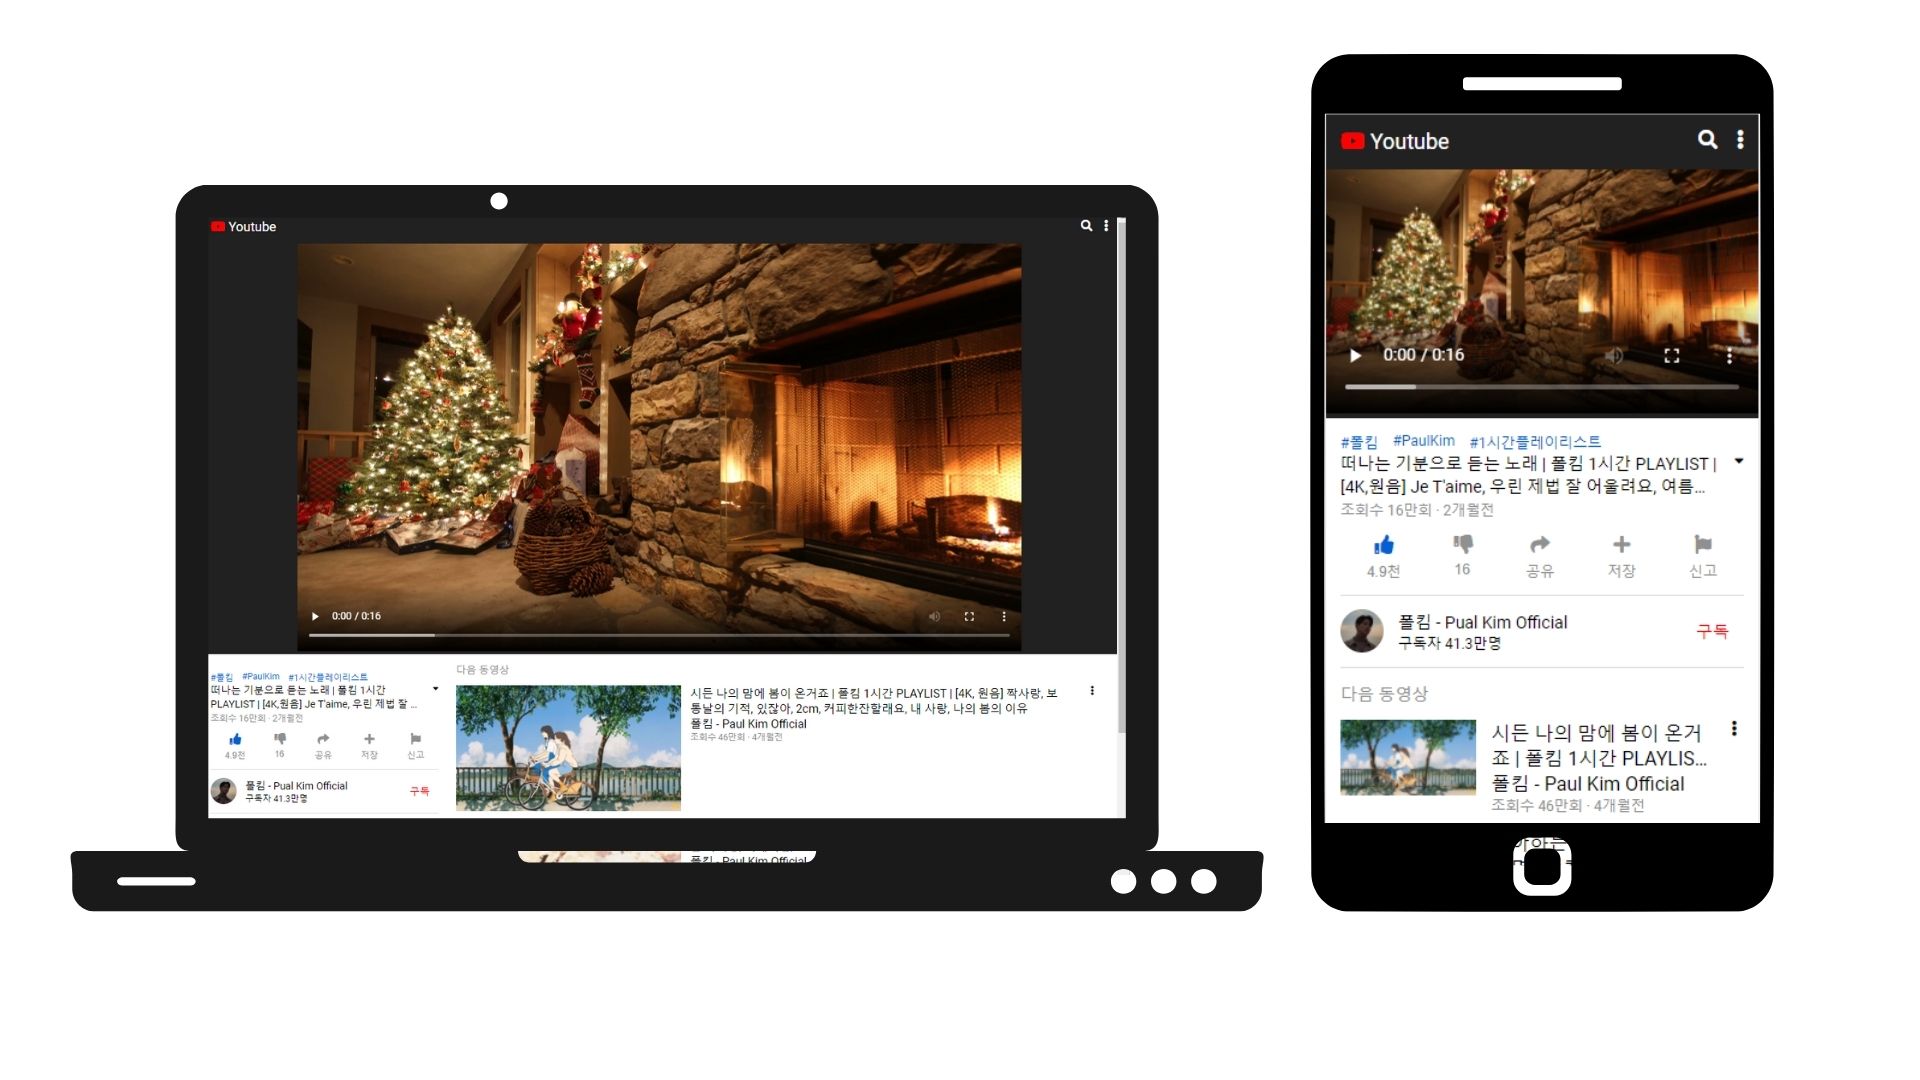 Youtube
0:00 / 0:16
#폴킴 #PaulKim #1시간플레이리스트
떠나는 기분으로 듣는 노래 | 폴킴 1시간
PLAYLIST | [4K,원음] Je T'aime, 우린 제법 잘 ...
조회수 16만회 · 2개월전
4.9천 16 공유 저장 신고
폴킴 - Pual Kim Official
구독자 41.3만명
구독
다음 동영상
시든 나의 맘에 봄이 온거죠 | 폴킴 1시간 PLAYLIST | [4K, 원음] 짝사랑, 보
통날의 기적, 있잖아, 2cm, 커피한잔할래요, 내 사랑, 나의 봄의 이유
폴킴 - Paul Kim Official
조회수 46만회 · 4개월전
폴킴 - Paul Kim Official
Youtube
0:00 / 0:16
#폴킴 #PaulKim #1시간플레이리스트
떠나는 기분으로 듣는 노래 | 폴킴 1시간 PLAYLIST |
[4K,원음] Je T'aime, 우린 제법 잘 어울려요, 여름...
조회수 16만회 · 2개월전
4.9천 16 공유 저장 신고
폴킴 - Pual Kim Official
구독자 41.3만명
구독
다음 동영상
시든 나의 맘에 봄이 온거
죠 | 폴킴 1시간 PLAYLIS...
폴킴 - Paul Kim Official
조회수 46만회 · 4개월전